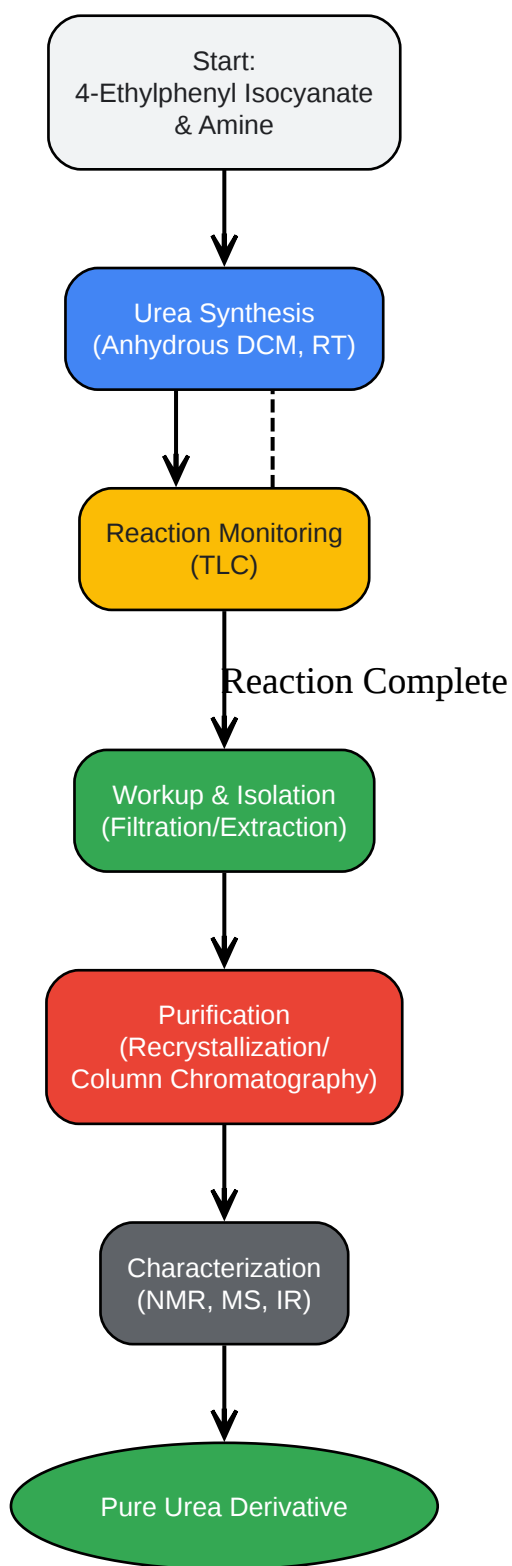 Start:
4-Ethylphenyl Isocyanate
& Amine
Urea Synthesis
(Anhydrous DCM, RT)
Reaction Monitoring
(TLC)
Reaction Complete
Workup & Isolation
(Filtration/Extraction)
Purification
(Recrystallization/
Column Chromatography)
Characterization
(NMR, MS, IR)
Pure Urea Derivative